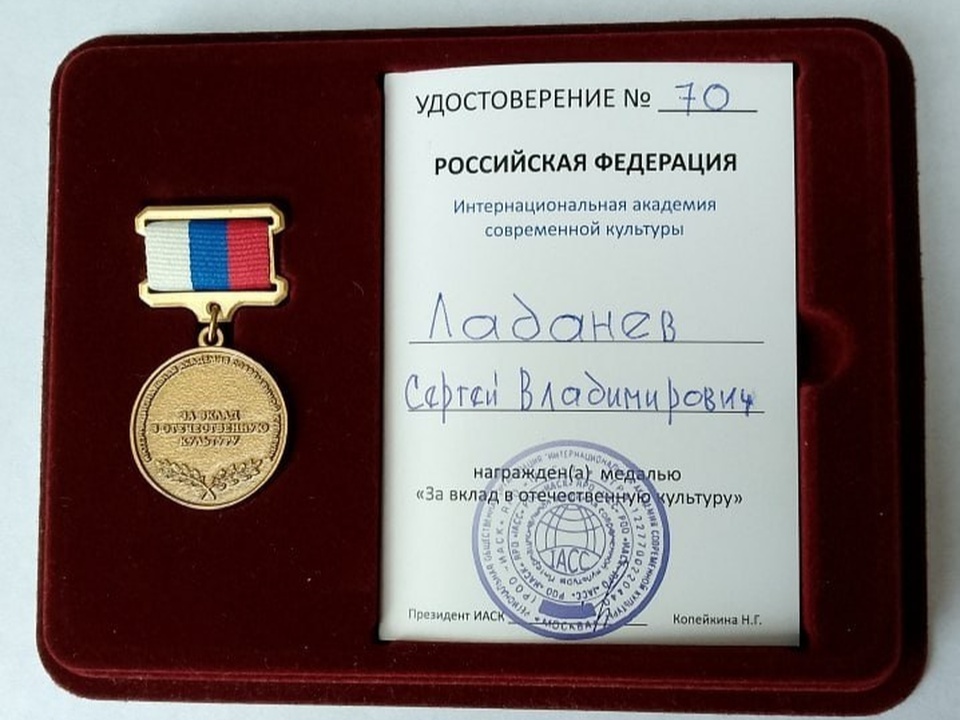 УДОСТОВЕРЕНИЕ № 70
РОССИЙСКАЯ ФЕДЕРАЦИЯ
Интернациональная академия
современной культуры
Ладанев
Сергей Владимирович
награжден(а) медалью
«За вклад в отечественную культуру»
IACC
МОСКВА
Президент ИАСК
Копейкина Н.Г.
ЗА ВКЛАД
В ОТЕЧЕСТВЕННУЮ
КУЛЬТУРУ